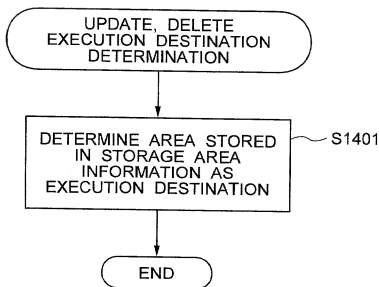 UPDATE, DELETE
EXECUTION DESTINATION
DETERMINATION
DETERMINE AREA STORED
IN STORAGE AREA
INFORMATION AS
EXECUTION DESTINATION
S1401
END